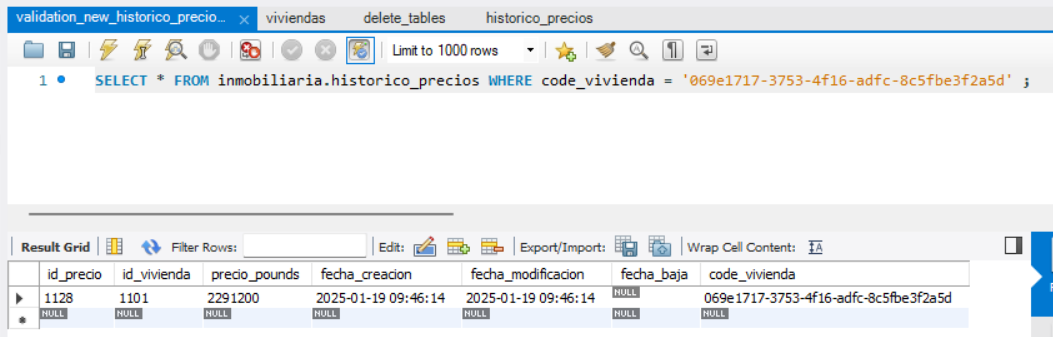 validation_new_historico_precio... × viviendas delete_tables historico_precios
Limit to 1000 rows
1 SELECT * FROM inmobiliaria.historico_precios WHERE code_vivienda = '069e1717-3753-4f16-adfc-8c5fbe3f2a5d' ;
Result Grid Filter Rows: Edit: Export/Import: Wrap Cell Content: IA
id_precio id_vivienda precio_pounds fecha_creacion fecha_modificacion fecha_baja code_vivienda
1128 1101 2291200 2025-01-19 09:46:14 2025-01-19 09:46:14 NULL 069e1717-3753-4f16-adfc-8c5fbe3f2a5d
NULL NULL NULL NULL NULL NULL NULL